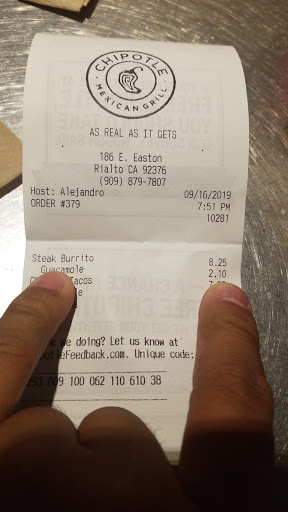 CHIPOTLE
MEXICAN GRILL
AS REAL AS IT GETS
186 E. Easton
Rialto CA 92376
(909) 879-7807
Host: Alejandro 09/16/2019
ORDER #379 7:51 PM
10281
Steak Burrito 8.25
Guacamole 2.10
Tacos
we doing? Let us know at
otleFeedback.com. Unique code:
293 009 100 062 110 610 38